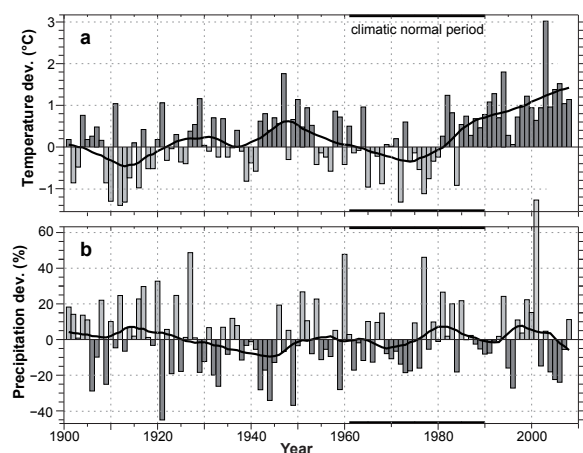 3
2
1
0
−1
Temperature dev. (°C)
a
climatic normal period
60
40
20
0
−20
−40
Precipitation dev. (%)
b
1900 1920 1940 1960 1980 2000
Year